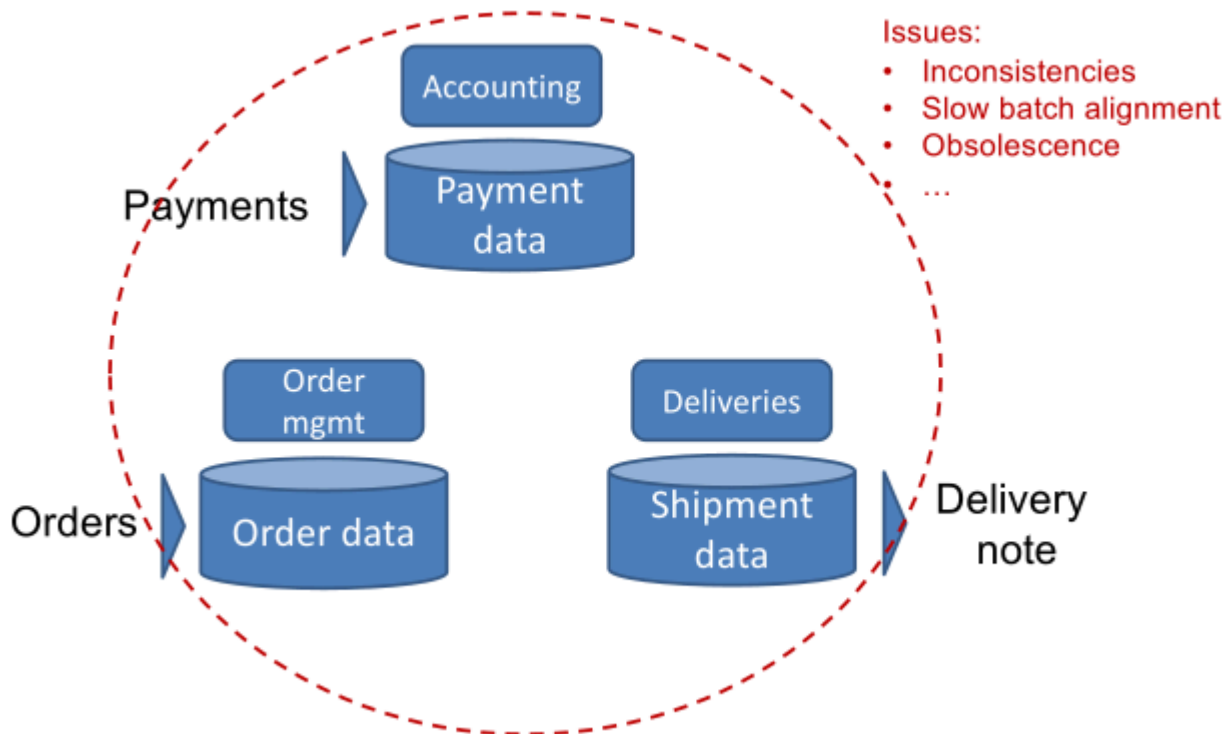 Issues:
• Inconsistencies
• Slow batch alignment
• Obsolescence
• …
Accounting
Payments
Payment
data
Order
mgmt
Deliveries
Orders
Order data
Shipment
data
Delivery
note